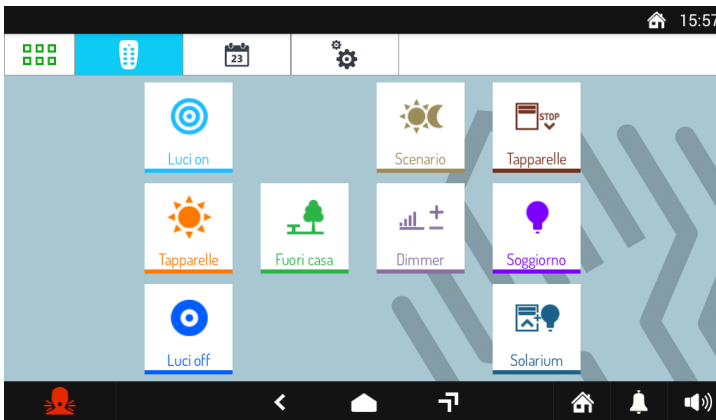 15:57
23
Luci on
Scenario
STOP
Tapparelle
Tapparelle
Fuori casa
Dimmer
Soggiorno
Luci off
Solarium